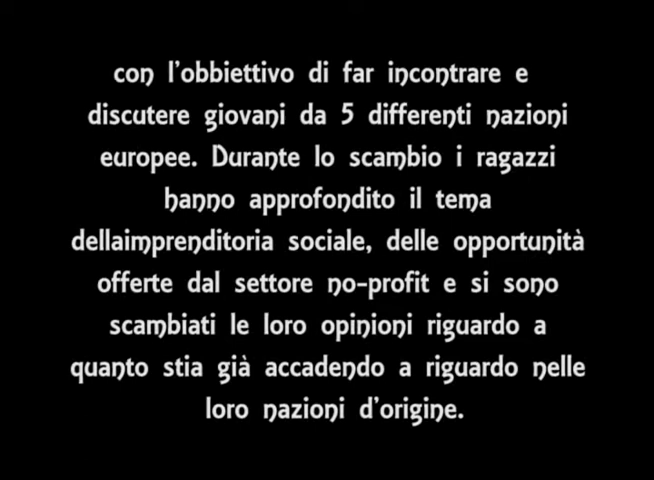 con l'obbiettivo di far incontrare e
discutere giovani da 5 differenti nazioni
europee. Durante lo scambio i ragazzi
hanno approfondito il tema
dellaimprenditoria sociale, delle opportunità
offerte dal settore no-profit e si sono
scambiati le loro opinioni riguardo a
quanto stia già accadendo a riguardo nelle
loro nazioni d'origine.